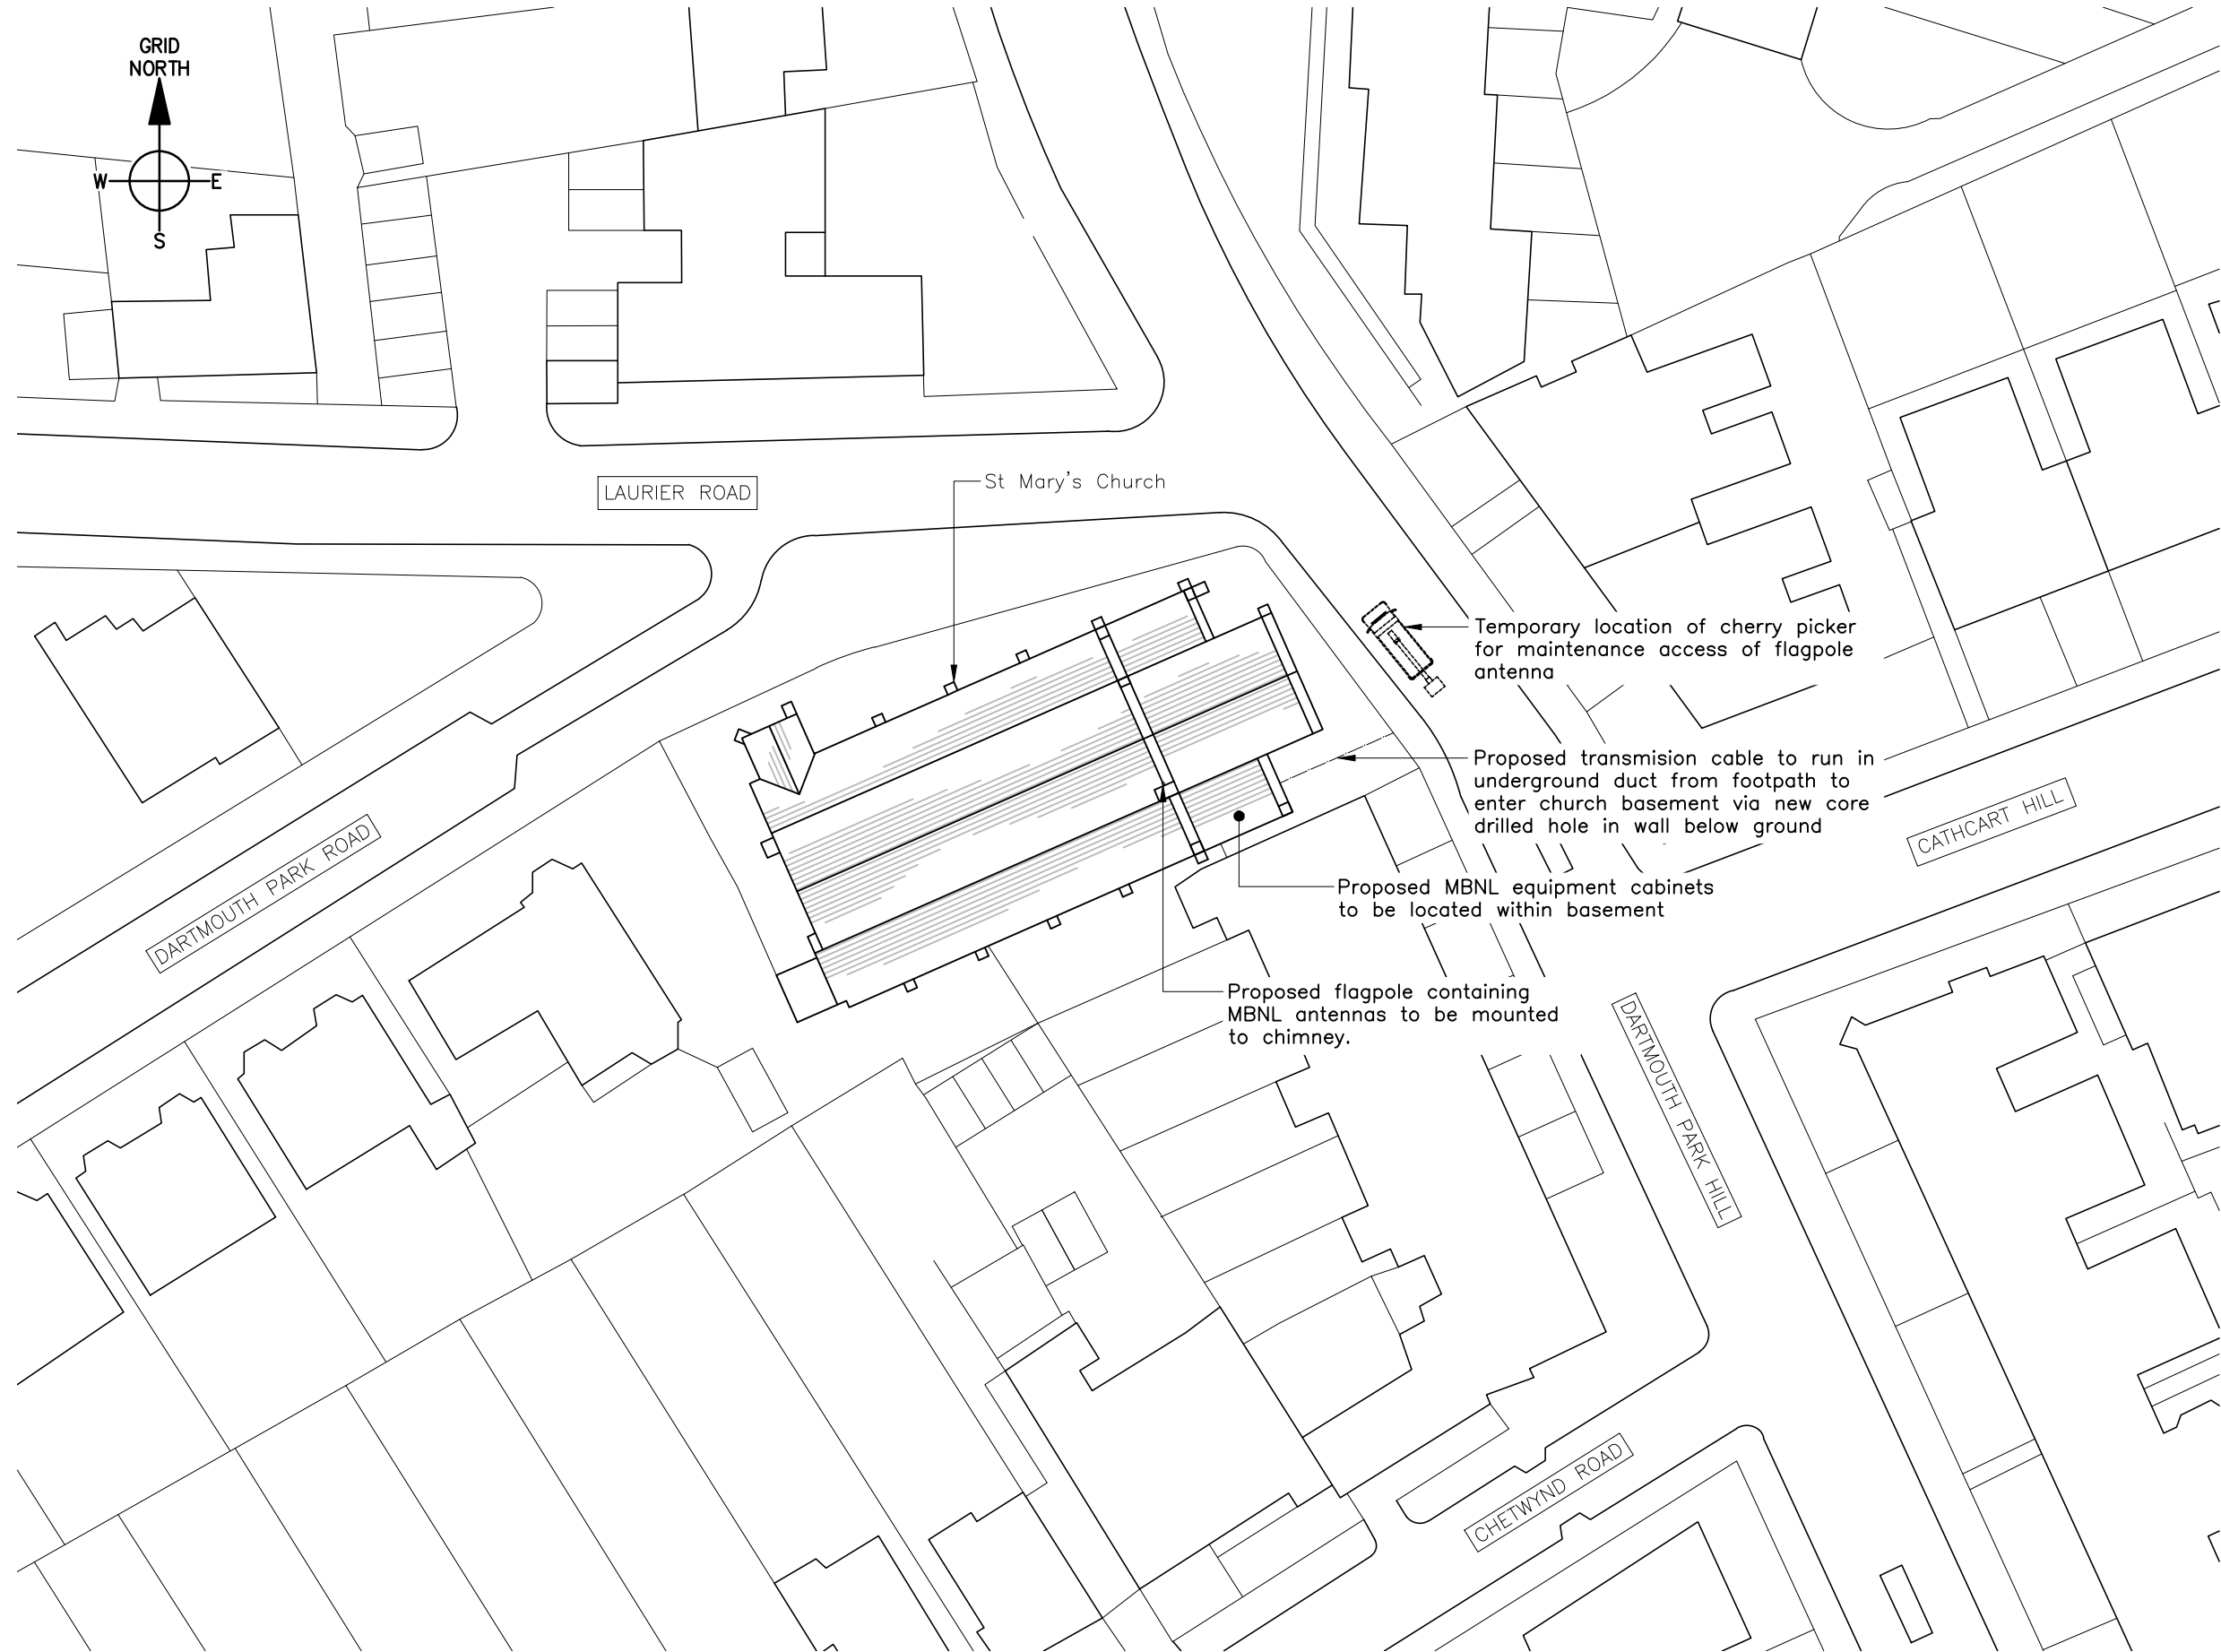 GRID
NORTH
W
E
S
LAURIER ROAD
St Mary's Church
Temporary location of cherry picker
for maintenance access of flagpole
antenna
Proposed transmision cable to run in
underground duct from footpath to
enter church basement via new core
drilled hole in wall below ground
CATHCART HILL
DARTMOUTH PARK ROAD
Proposed MBNL equipment cabinets
to be located within basement
Proposed flagpole containing
MBNL antennas to be mounted
to chimney.
DARTMOUTH PARK HILL
CHETWYND ROAD